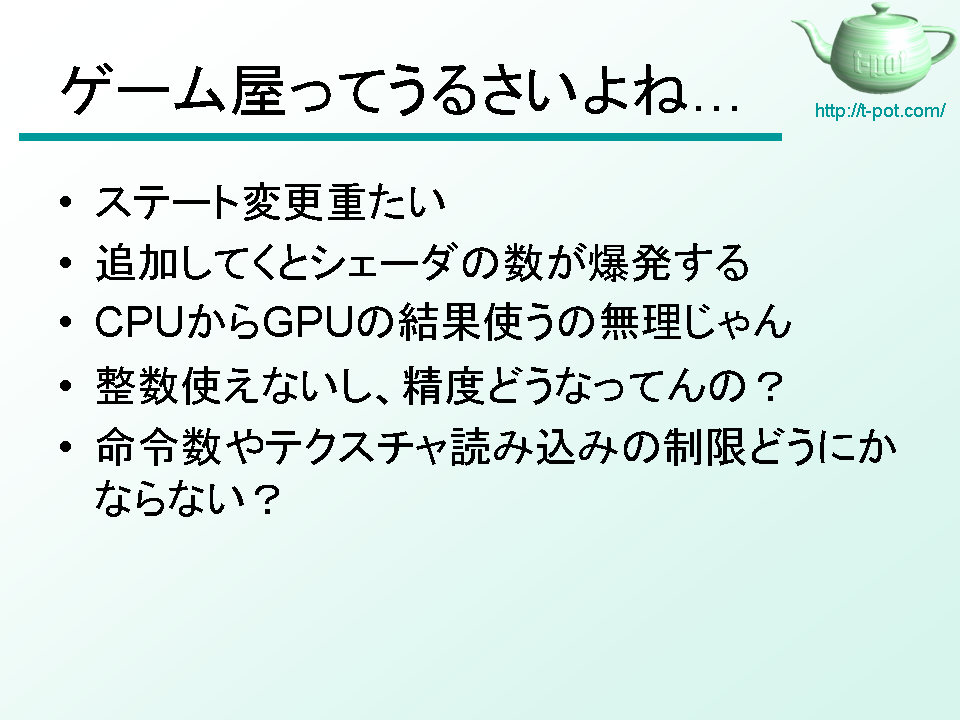 t-pot
http://t-pot.com/
ゲーム屋ってうるさいよね…
• ステート変更重たい
• 追加してくとシェーダの数が爆発する
• CPUからGPUの結果使うの無理じゃん
• 整数使えないし、精度どうなってんの？
• 命令数やテクスチャ読み込みの制限どうにか
ならない？